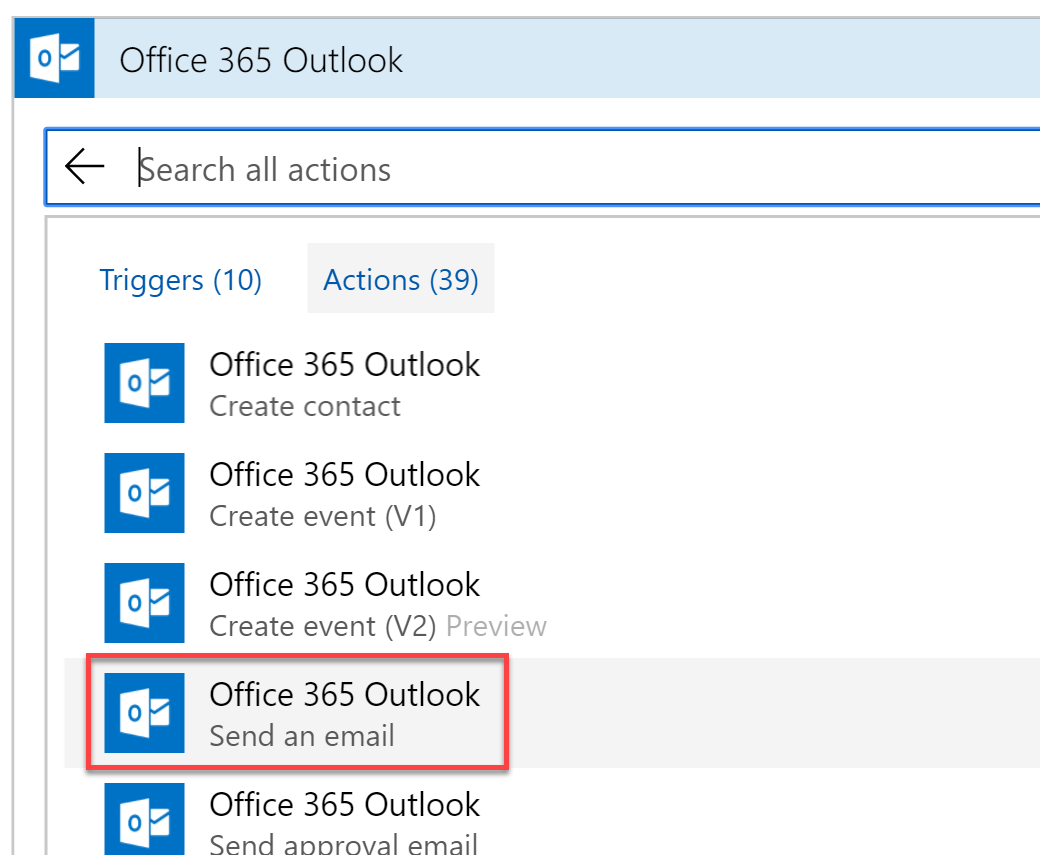 Office 365 Outlook
Search all actions
Triggers (10) Actions (39)
Office 365 Outlook
Create contact
Office 365 Outlook
Create event (V1)
Office 365 Outlook
Create event (V2) Preview
Office 365 Outlook
Send an email
Office 365 Outlook
Send approval email